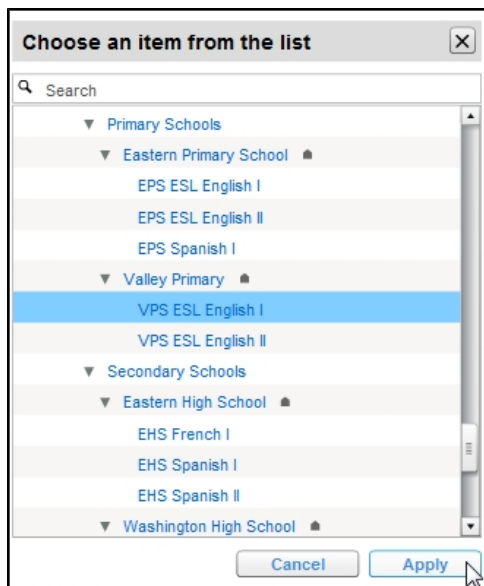 Choose an item from the list
Search
Primary Schools
Eastern Primary School
EPS ESL English I
EPS ESL English II
EPS Spanish I
Valley Primary
VPS ESL English I
VPS ESL English II
Secondary Schools
Eastern High School
EHS French I
EHS Spanish I
EHS Spanish II
Washington High School
Cancel
Apply